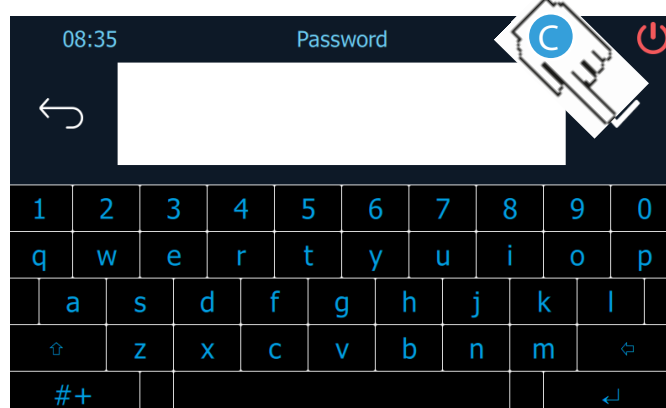 08:35 Password C
1 2 3 4 5 6 7 8 9 0
q w e r t y u i o p
a s d f g h j k l
z x c v b n m
#+